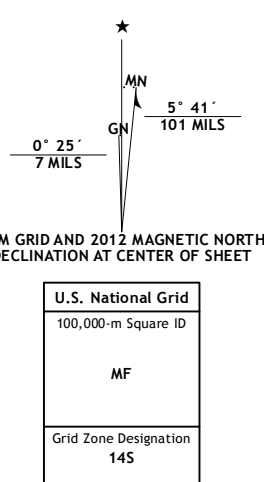 ★
MN
GN
5° 41´
101 MILS
0° 25´
7 MILS
M GRID AND 2012 MAGNETIC NORTH
DECLINATION AT CENTER OF SHEET
U.S. National Grid
100,000-m Square ID
MF
Grid Zone Designation
14S